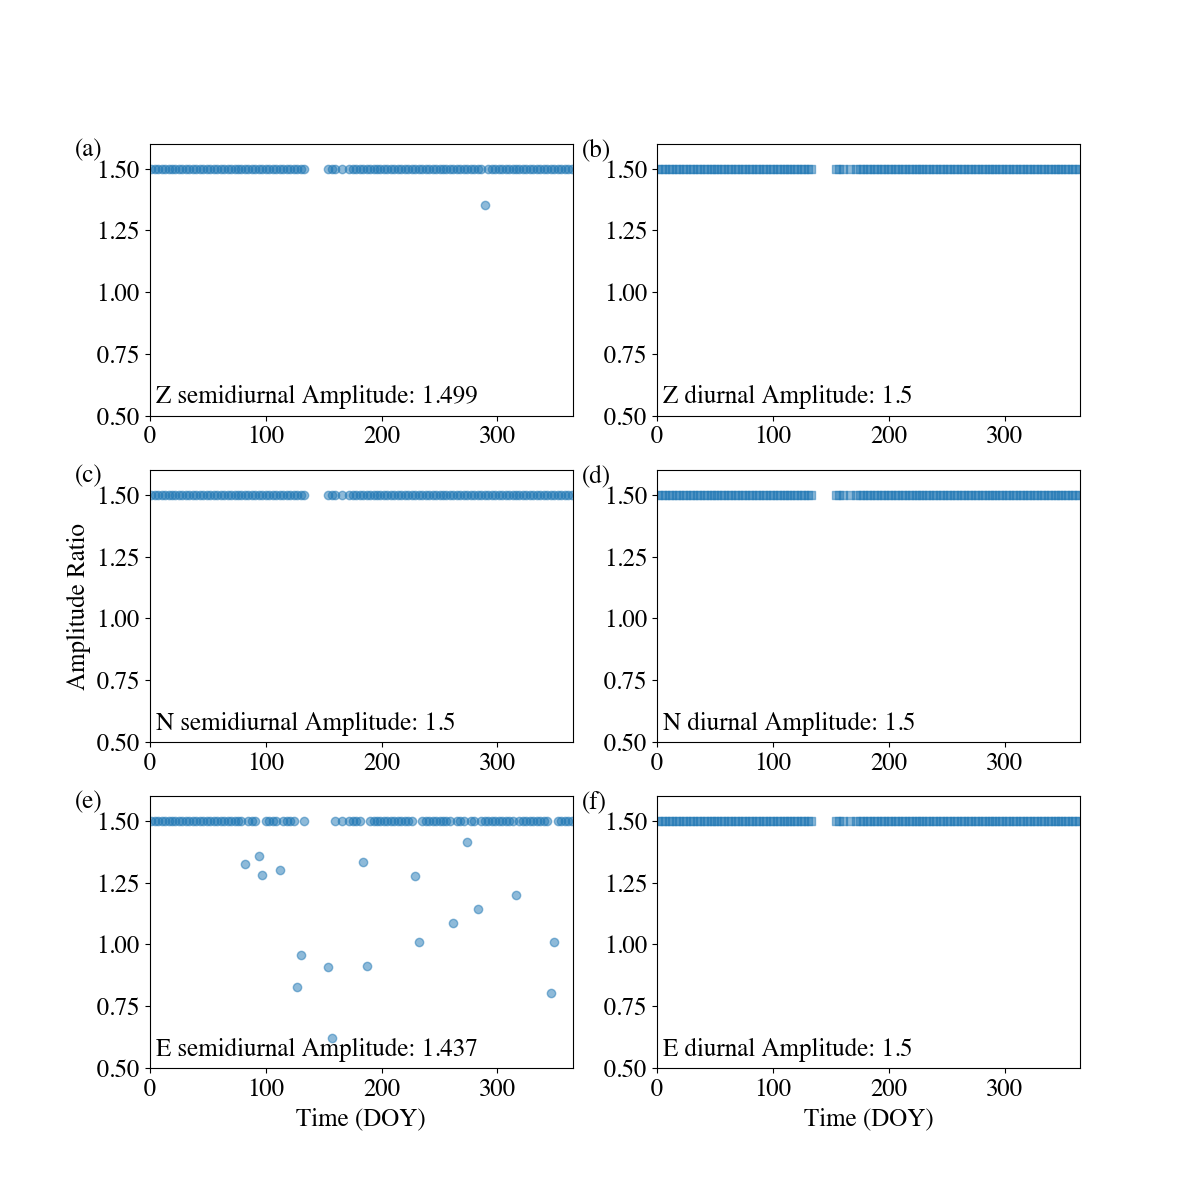 (a)
1.50
1.25
1.00
0.75
0.50
Z semidiurnal Amplitude: 1.499
0 100 200 300
(b)
1.50
1.25
1.00
0.75
0.50
Z diurnal Amplitude: 1.5
0 100 200 300
(c)
Amplitude Ratio
1.50
1.25
1.00
0.75
0.50
N semidiurnal Amplitude: 1.5
0 100 200 300
(d)
1.50
1.25
1.00
0.75
0.50
N diurnal Amplitude: 1.5
0 100 200 300
(e)
1.50
1.25
1.00
0.75
0.50
E semidiurnal Amplitude: 1.437
0 100 200 300
Time (DOY)
(f)
1.50
1.25
1.00
0.75
0.50
E diurnal Amplitude: 1.5
0 100 200 300
Time (DOY)